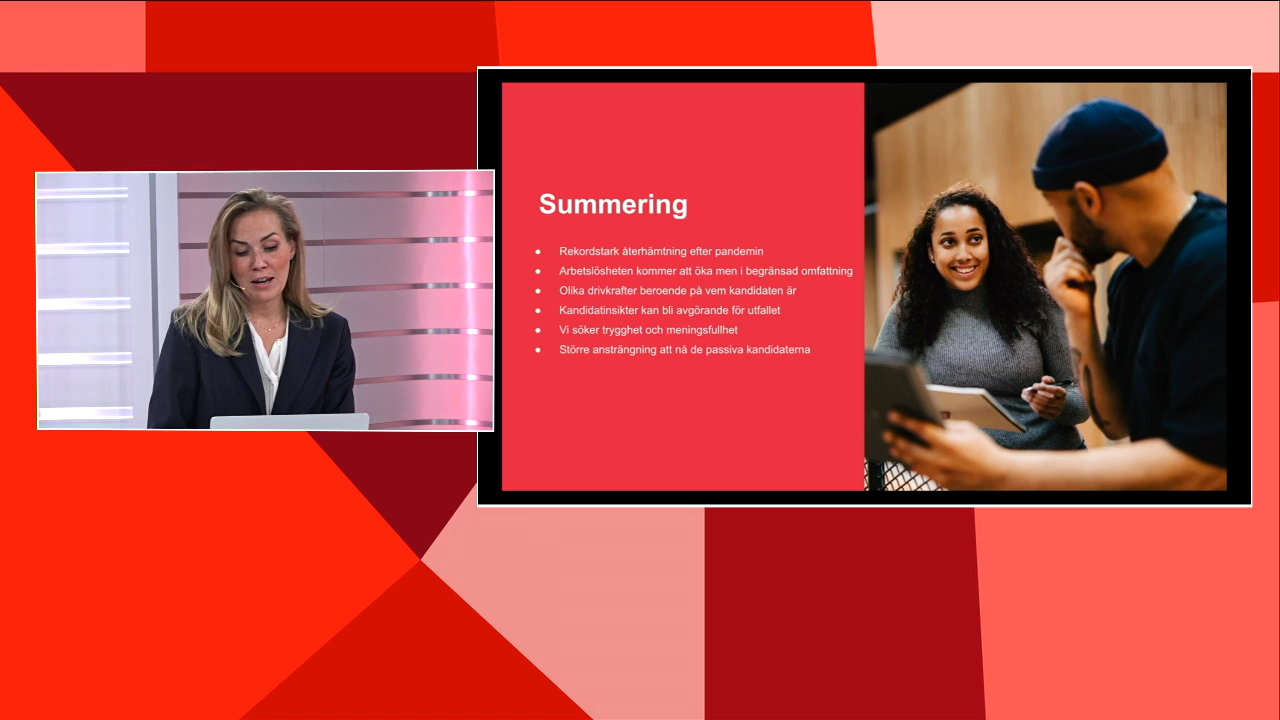 Summering
● Rekordstark återhämtning efter pandemin
● Arbetslösheten kommer att öka men i begränsad omfattning
● Olika drivkrafter beroende på vem kandidaten är
● Kandidatinsikter kan bli avgörande för utfallet
● Vi söker trygghet och meningsfullhet
● Större ansträngning att nå de passiva kandidaterna